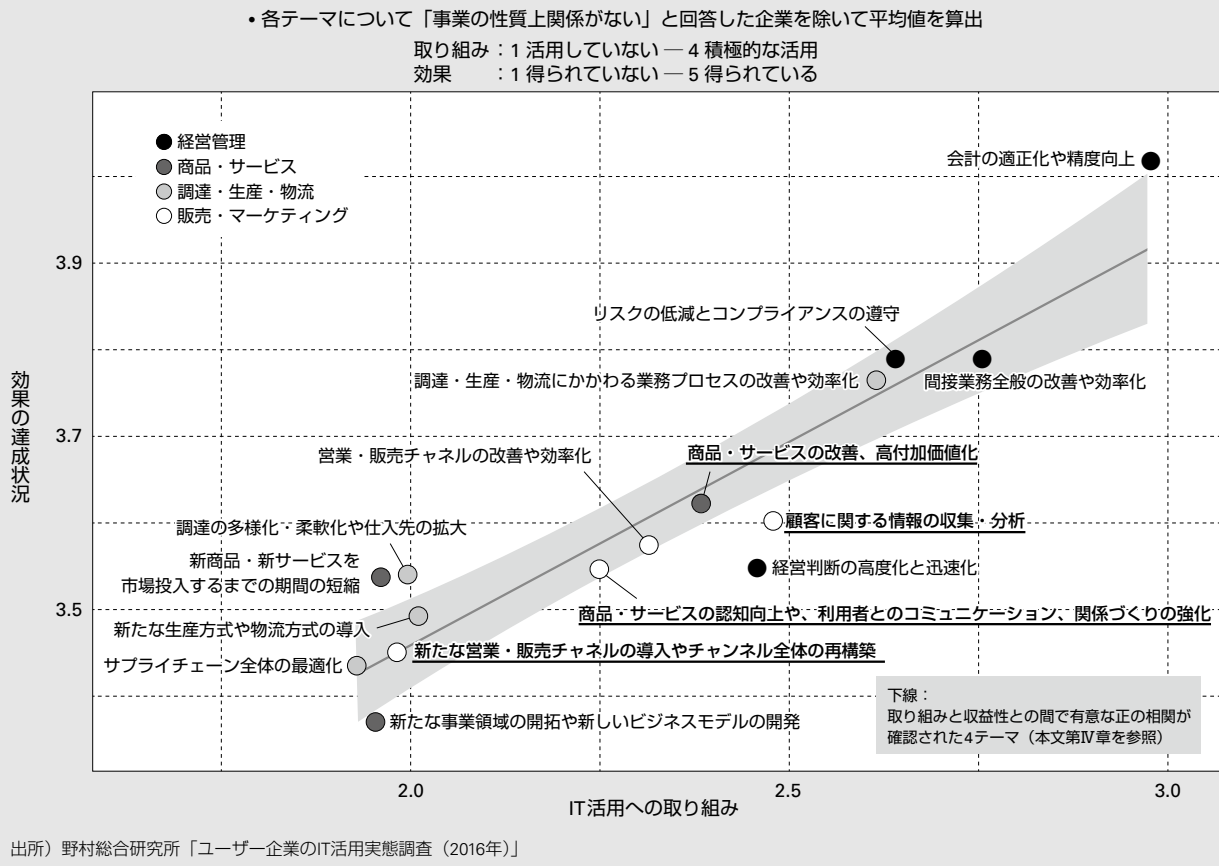 • 各テーマについて「事業の性質上関係がない」と回答した企業を除いて平均値を算出
取り組み：1 活用していない ― 4 積極的な活用
効果　　：1 得られていない ― 5 得られている
経営管理
商品・サービス
調達・生産・物流
販売・マーケティング
会計の適正化や精度向上
3.9
リスクの低減とコンプライアンスの遵守
調達・生産・物流にかかわる業務プロセスの改善や効率化
間接業務全般の改善や効率化
効果の達成状況
3.7
商品・サービスの改善、高付加価値化
営業・販売チャネルの改善や効率化
顧客に関する情報の収集・分析
調達の多様化・柔軟化や仕入先の拡大
新商品・新サービスを
市場投入するまでの期間の短縮
経営判断の高度化と迅速化
3.5
商品・サービスの認知向上や、利用者とのコミュニケーション、関係づくりの強化
新たな生産方式や物流方式の導入
新たな営業・販売チャネルの導入やチャンネル全体の再構築
サプライチェーン全体の最適化
新たな事業領域の開拓や新しいビジネスモデルの開発
下線：
取り組みと収益性との間で有意な正の相関が
確認された4テーマ（本文第Ⅳ章を参照）
2.0
2.5
3.0
IT活用への取り組み
出所）野村総合研究所「ユーザー企業のIT活用実態調査（2016年）」